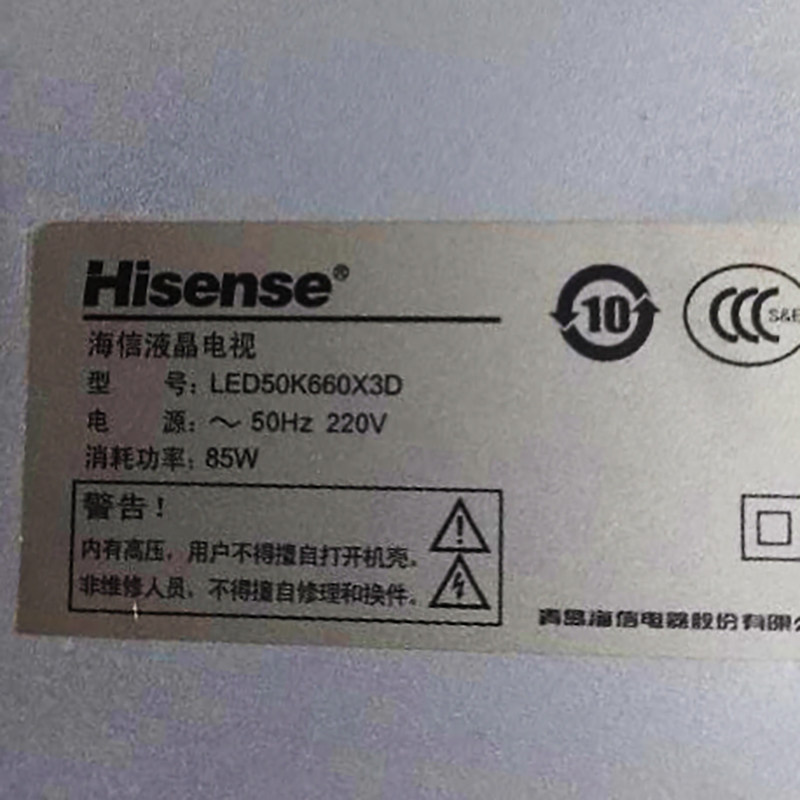 Hisense®
海信液晶电视
型 号: LED50K660X3D
电 源: ～ 50Hz 220V
消耗功率: 85W
警告!
内有高压，用户不得擅自打开机壳。
非维修人员，不得擅自修理和换件。
10
CCC S&E
青岛海信电器股份有限公